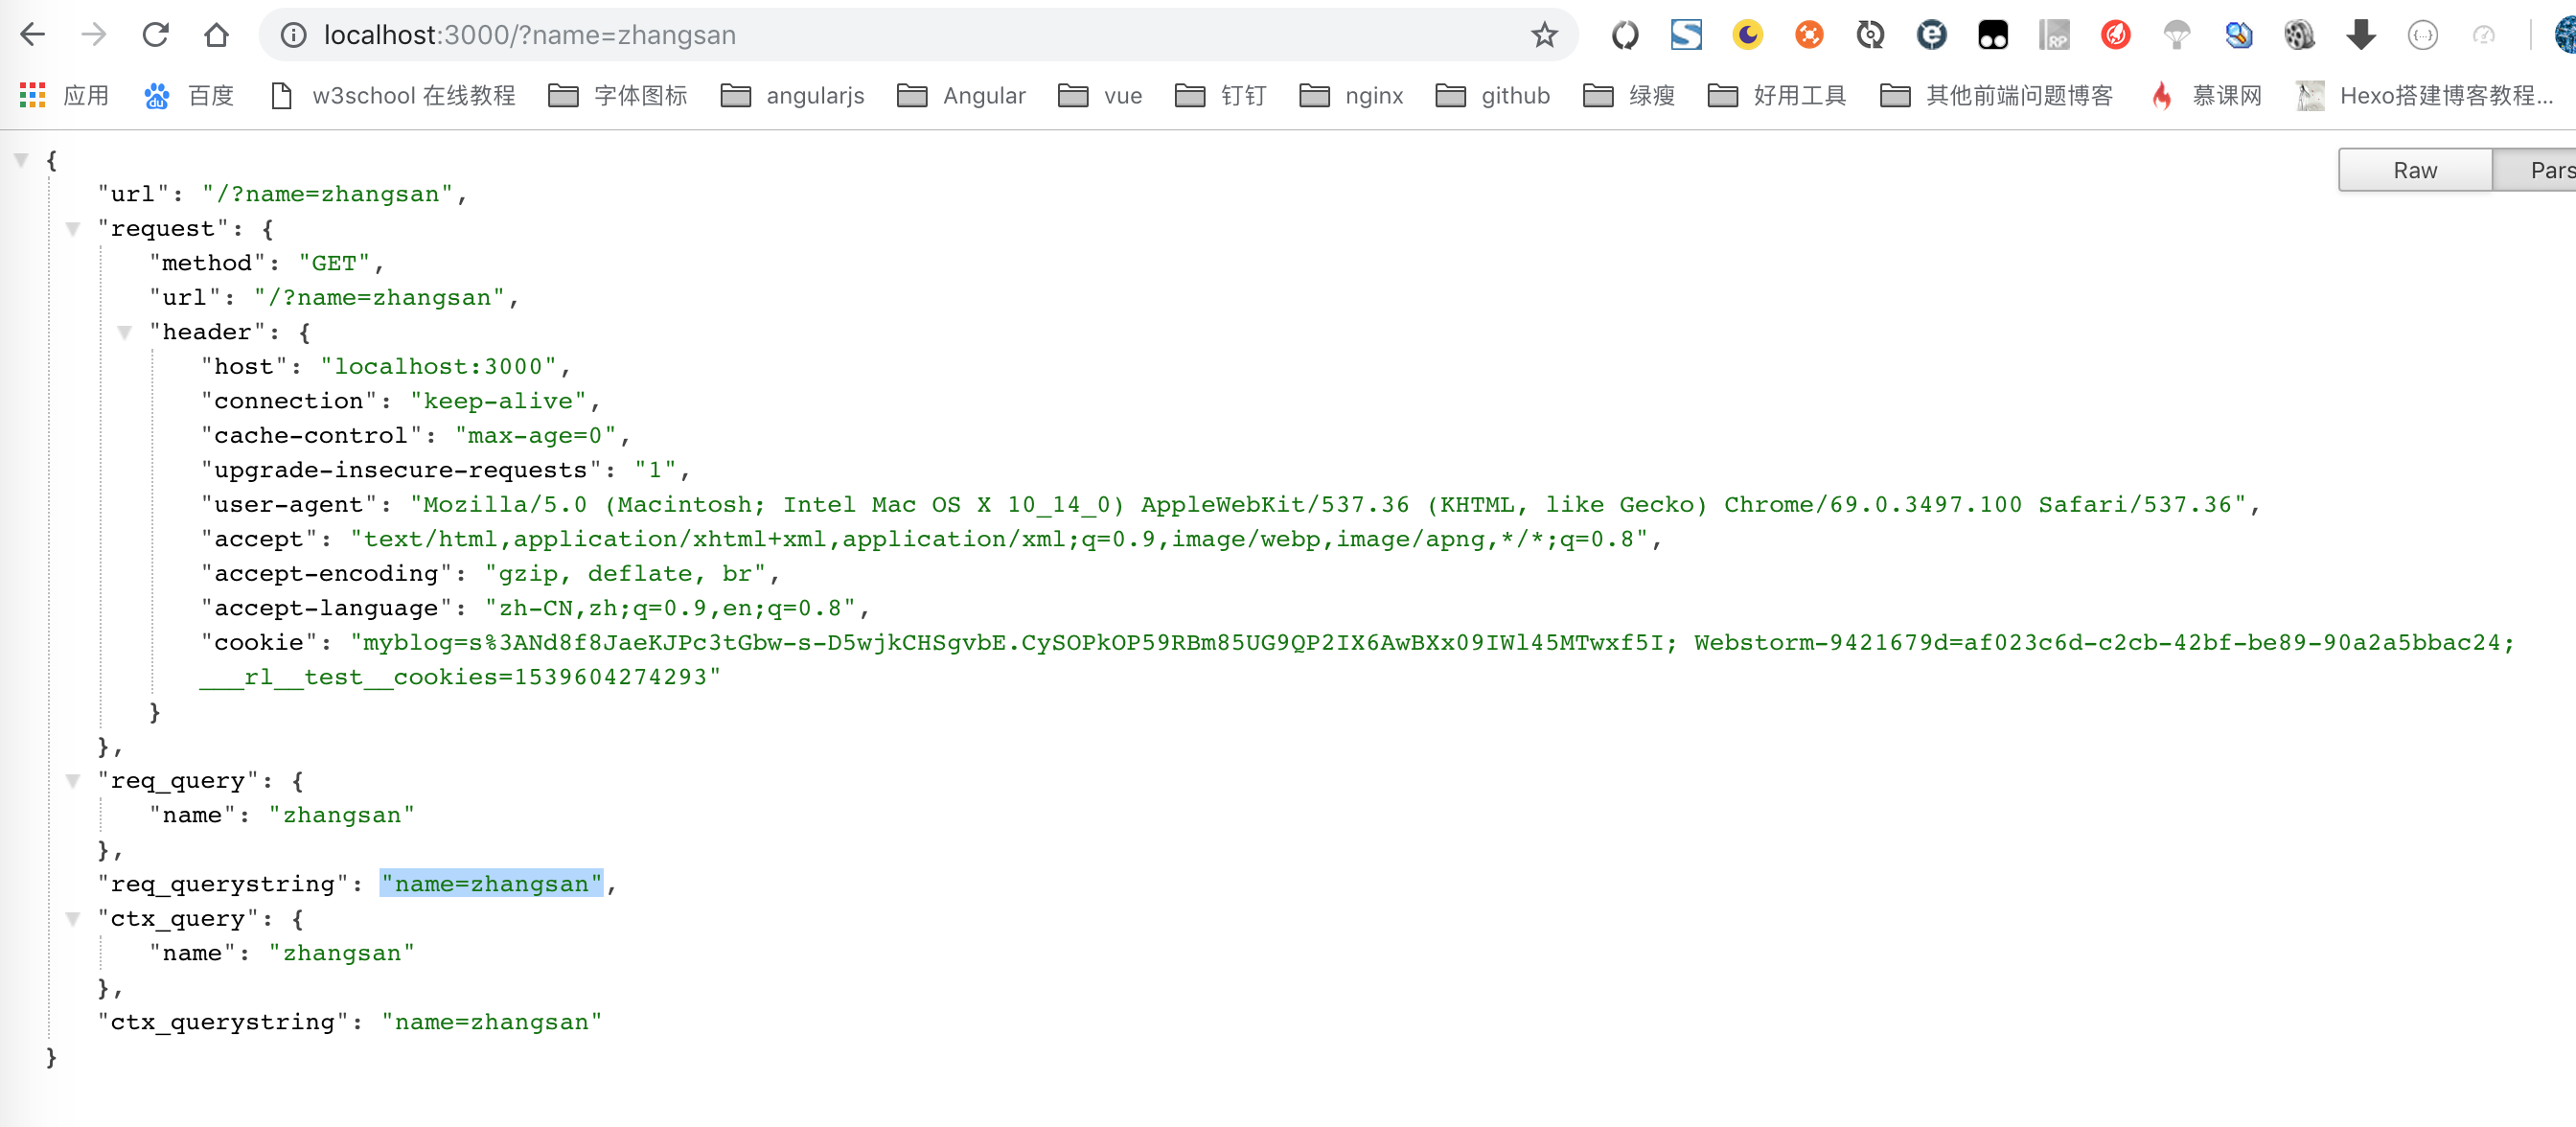 localhost:3000/?name=zhangsan
应用 百度 w3school 在线教程 字体图标 angularjs Angular vue 钉钉 nginx github 绿瘦 好用工具 其他前端问题博客 慕课网 Hexo搭建博客教程...
Raw Pars
{
"url": "/?name=zhangsan",
"request": {
"method": "GET",
"url": "/?name=zhangsan",
"header": {
"host": "localhost:3000",
"connection": "keep-alive",
"cache-control": "max-age=0",
"upgrade-insecure-requests": "1",
"user-agent": "Mozilla/5.0 (Macintosh; Intel Mac OS X 10_14_0) AppleWebKit/537.36 (KHTML, like Gecko) Chrome/69.0.3497.100 Safari/537.36",
"accept": "text/html,application/xhtml+xml,application/xml;q=0.9,image/webp,image/apng,*/*;q=0.8",
"accept-encoding": "gzip, deflate, br",
"accept-language": "zh-CN,zh;q=0.9,en;q=0.8",
"cookie": "myblog=s%3ANd8f8JaeKJPc3tGbw-s-D5wjkCHSgvbE.CySOPkOP59RBm85UG9QP2IX6AwBXx09IWl45MTwxf5I; Webstorm-9421679d=af023c6d-c2cb-42bf-be89-90a2a5bbac24;
___rl__test__cookies=1539604274293"
}
},
"req_query": {
"name": "zhangsan"
},
"req_querystring": "name=zhangsan",
"ctx_query": {
"name": "zhangsan"
},
"ctx_querystring": "name=zhangsan"
}